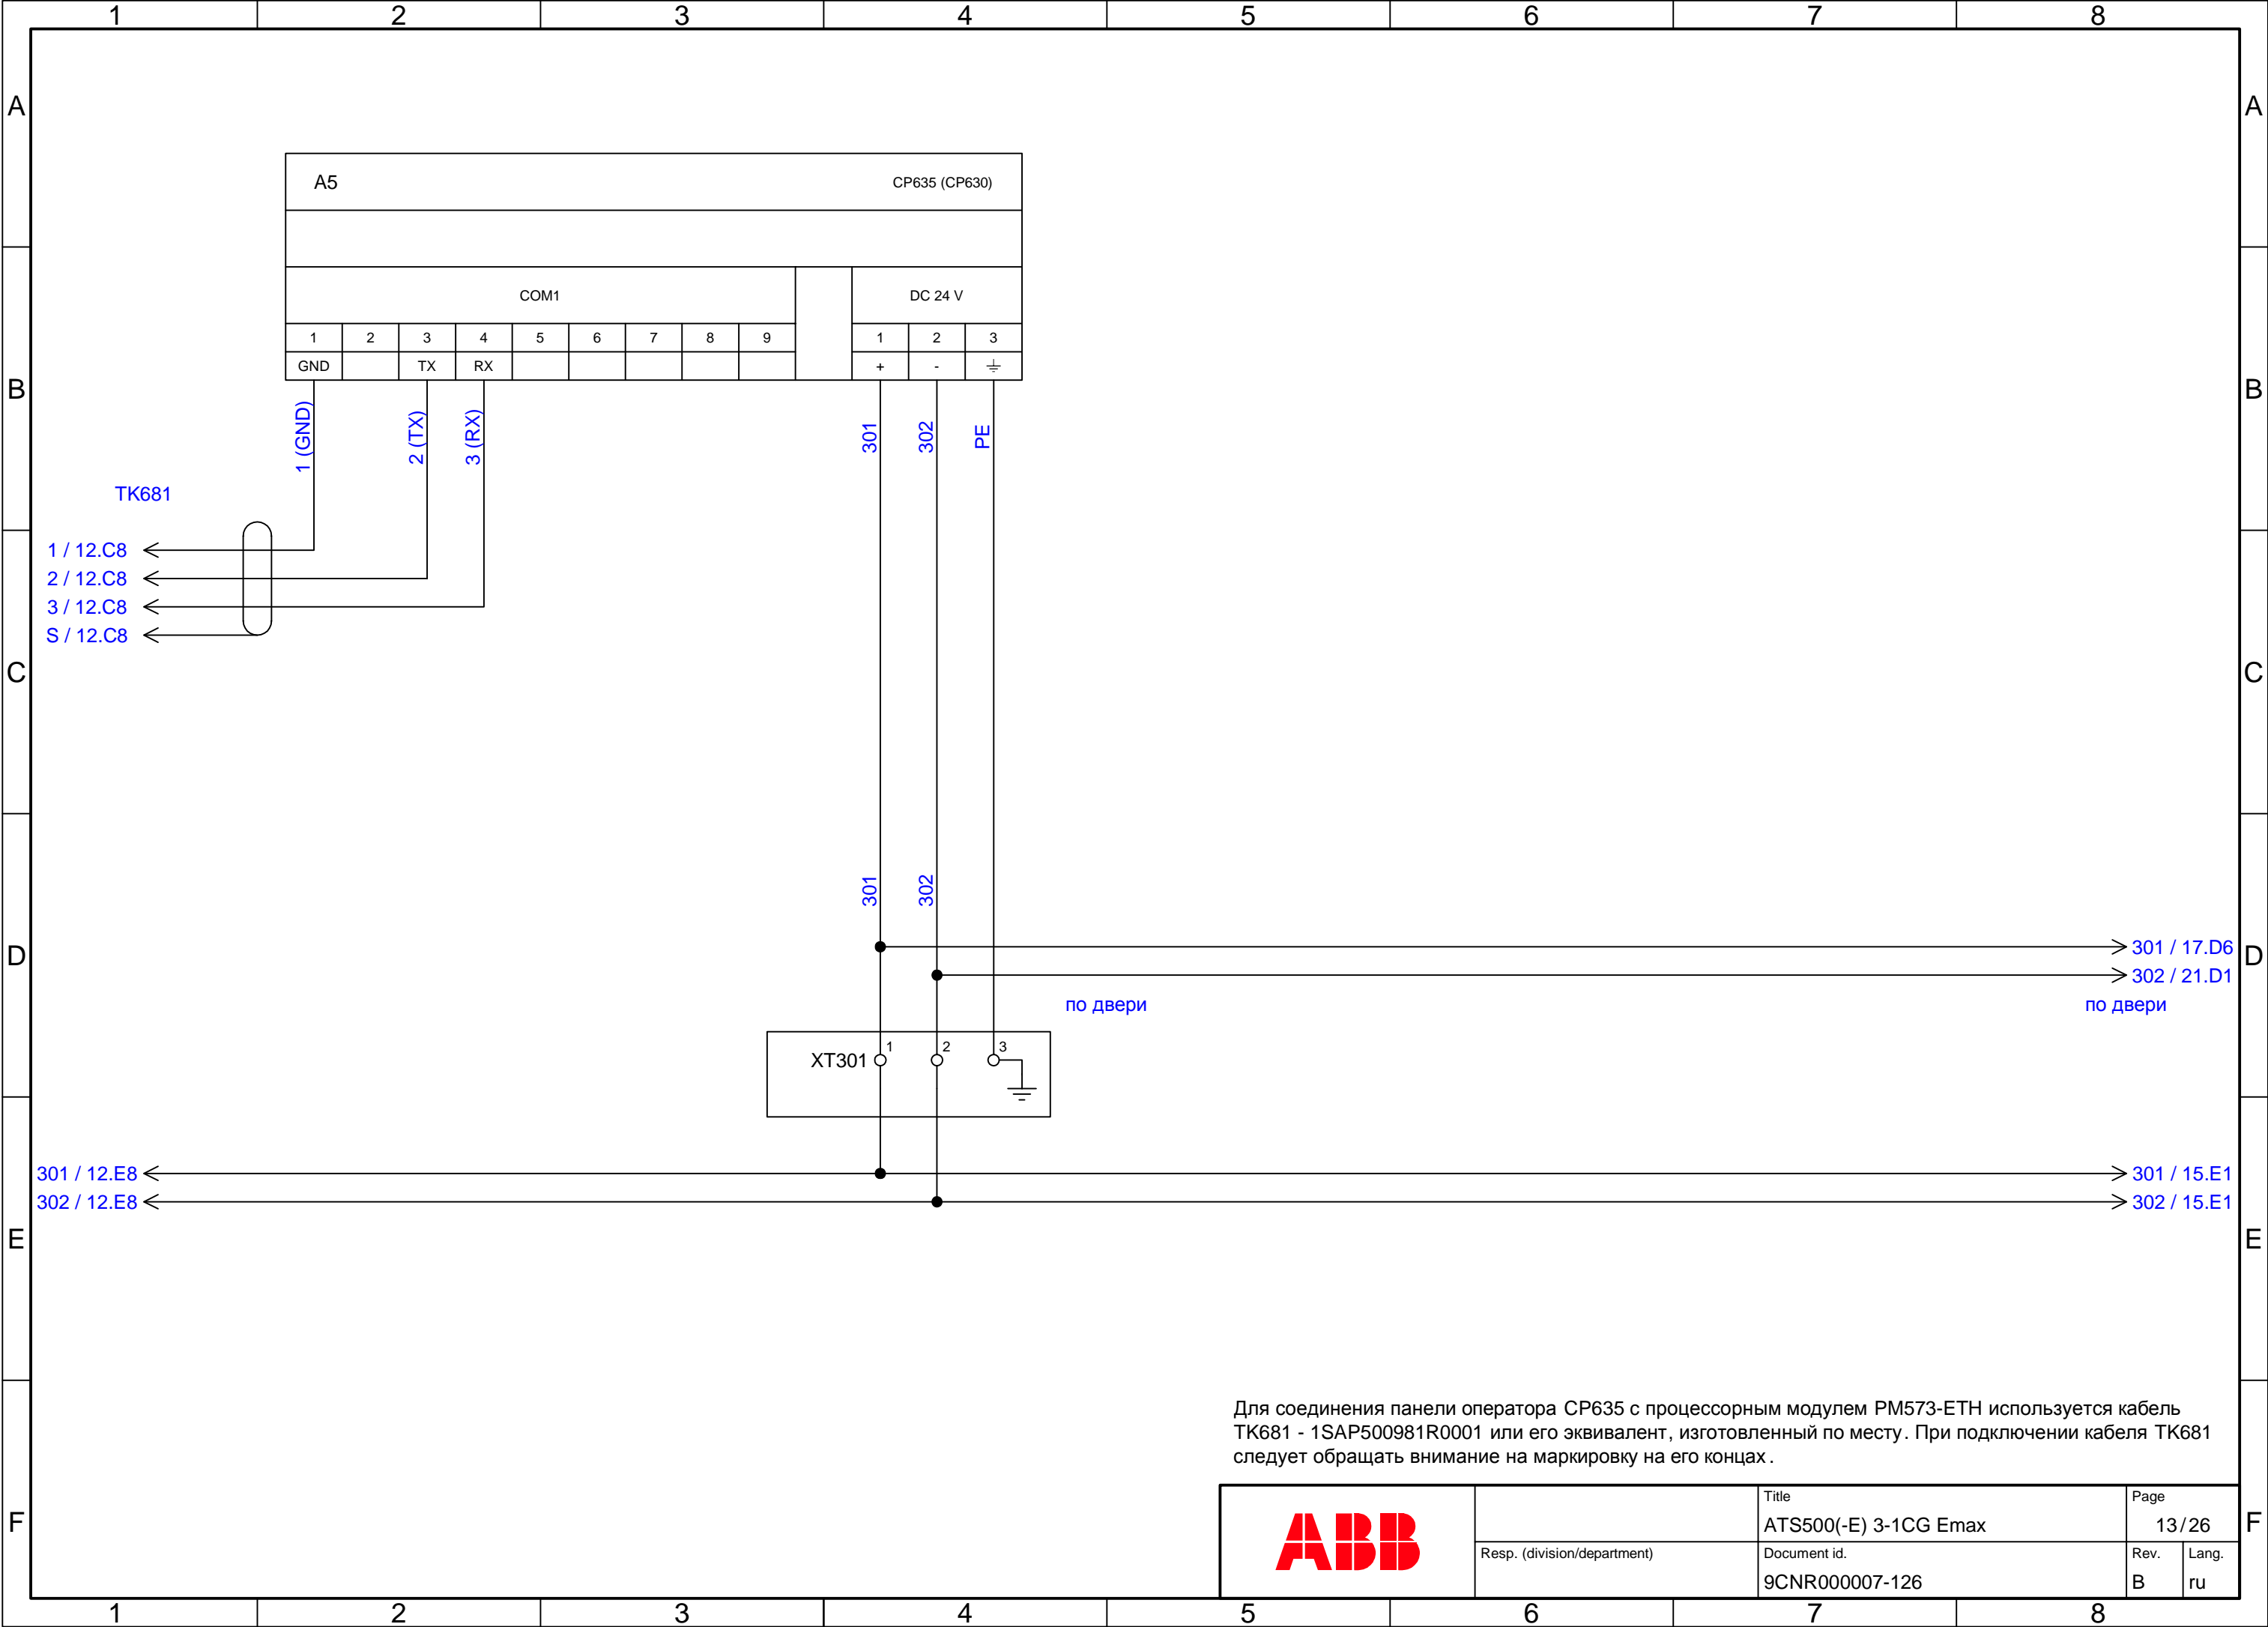 1 2 3 4 5 6 7 8
A A
A5 CP635 (CP630)
COM1 DC 24 V
1 2 3 4 5 6 7 8 9 1 2 3
GND TX RX + -
B B
1 (GND) 2 (TX) 3 (RX) 301 302 PE
TK681
1 / 12.C8
2 / 12.C8
3 / 12.C8
S / 12.C8
C C
301 302
D D
301 / 17.D6
302 / 21.D1
по двери по двери
XT301 1 2 3
301 / 12.E8 301 / 15.E1
302 / 12.E8 302 / 15.E1
E E
Для соединения панели оператора CP635 с процессорным модулем PM573-ETH используется кабель
TK681 - 1SAP500981R0001 или его эквивалент, изготовленный по месту. При подключении кабеля TK681
следует обращать внимание на маркировку на его концах.
F F
ABB
Title Page
ATS500(-E) 3-1CG Emax 13/26
Resp. (division/department) Document id. Rev. Lang.
9CNR000007-126 B ru
1 2 3 4 5 6 7 8